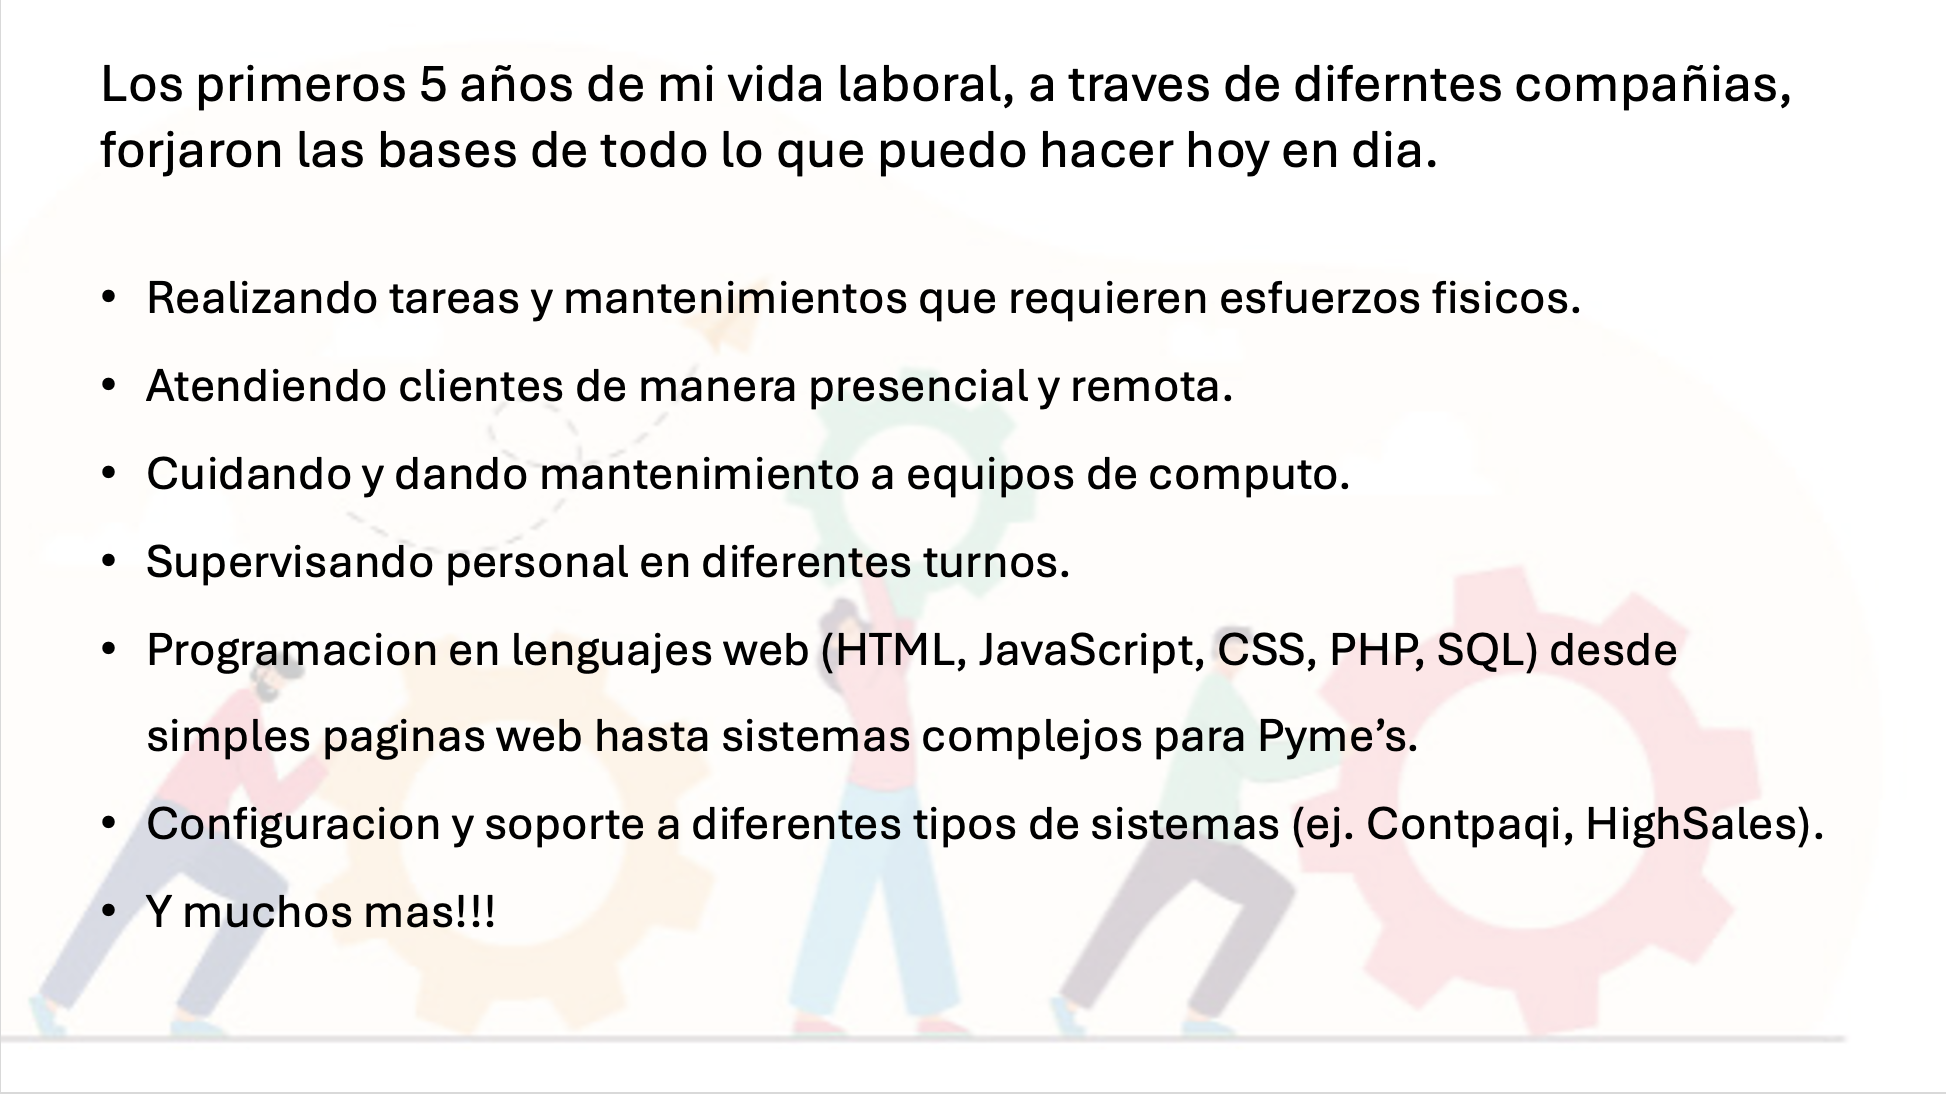 Los primeros 5 años de mi vida laboral, a traves de diferntes compañias,
forjaron las bases de todo lo que puedo hacer hoy en dia.
• Realizando tareas y mantenimientos que requieren esfuerzos fisicos.
• Atendiendo clientes de manera presencial y remota.
• Cuidando y dando mantenimiento a equipos de computo.
• Supervisando personal en diferentes turnos.
• Programacion en lenguajes web (HTML, JavaScript, CSS, PHP, SQL) desde
simples paginas web hasta sistemas complejos para Pyme’s.
• Configuracion y soporte a diferentes tipos de sistemas (ej. Contpaqi, HighSales).
• Y muchos mas!!!